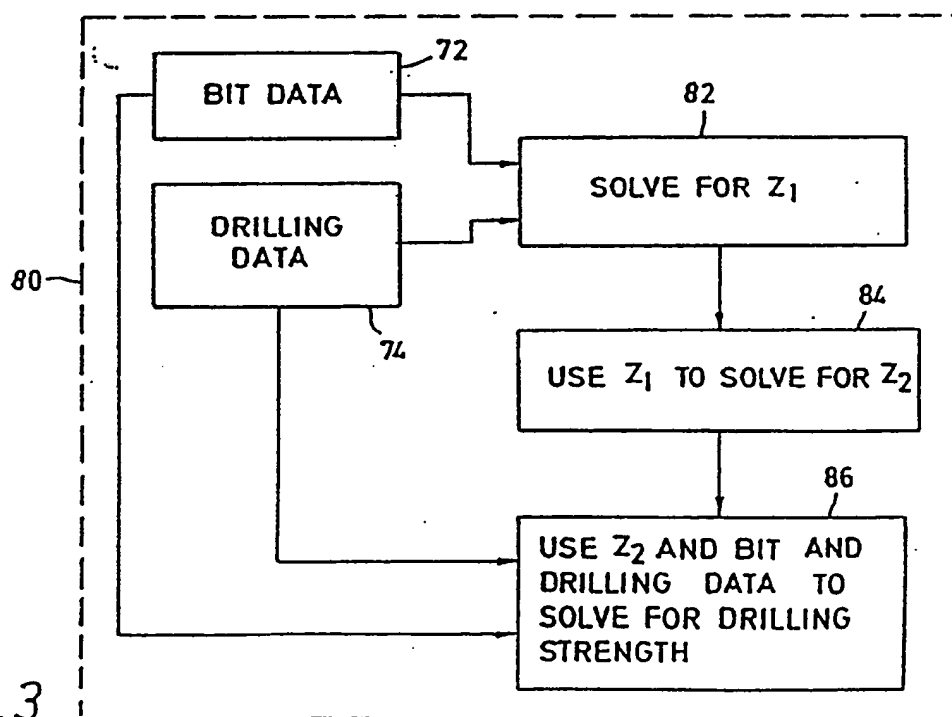 72
BIT DATA
82
SOLVE FOR Z1
DRILLING
DATA
80
74
84
USE Z1 TO SOLVE FOR Z2
86
USE Z2 AND BIT AND
DRILLING DATA TO
SOLVE FOR DRILLING
STRENGTH
3